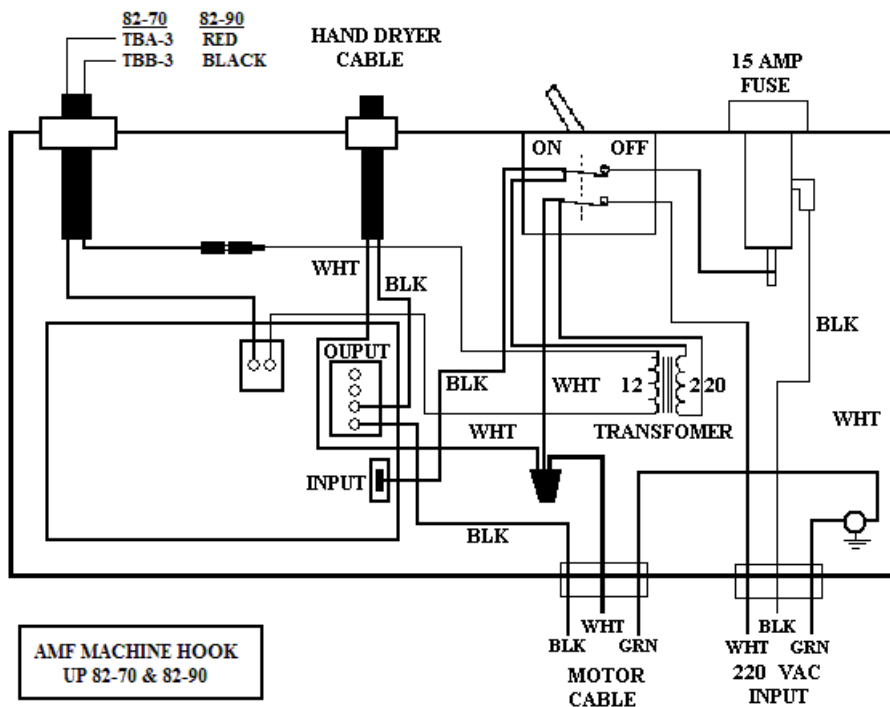 82-70 82-90
TBA-3 RED
TBB-3 BLACK
HAND DRYER
CABLE
15 AMP
FUSE
ON OFF
WHT
BLK
BLK
OUPUT
BLK
WHT
12 220
WHT
WHT
TRANSFOMER
INPUT
BLK
WHT
BLK GRN
MOTOR
CABLE
BLK
WHT GRN
220 VAC
INPUT
AMF MACHINE HOOK
UP 82-70 & 82-90